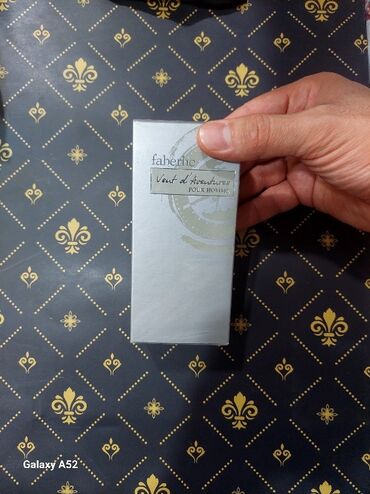 faberlic
Vent d'Aventures
POUR HOMME
Galaxy A52